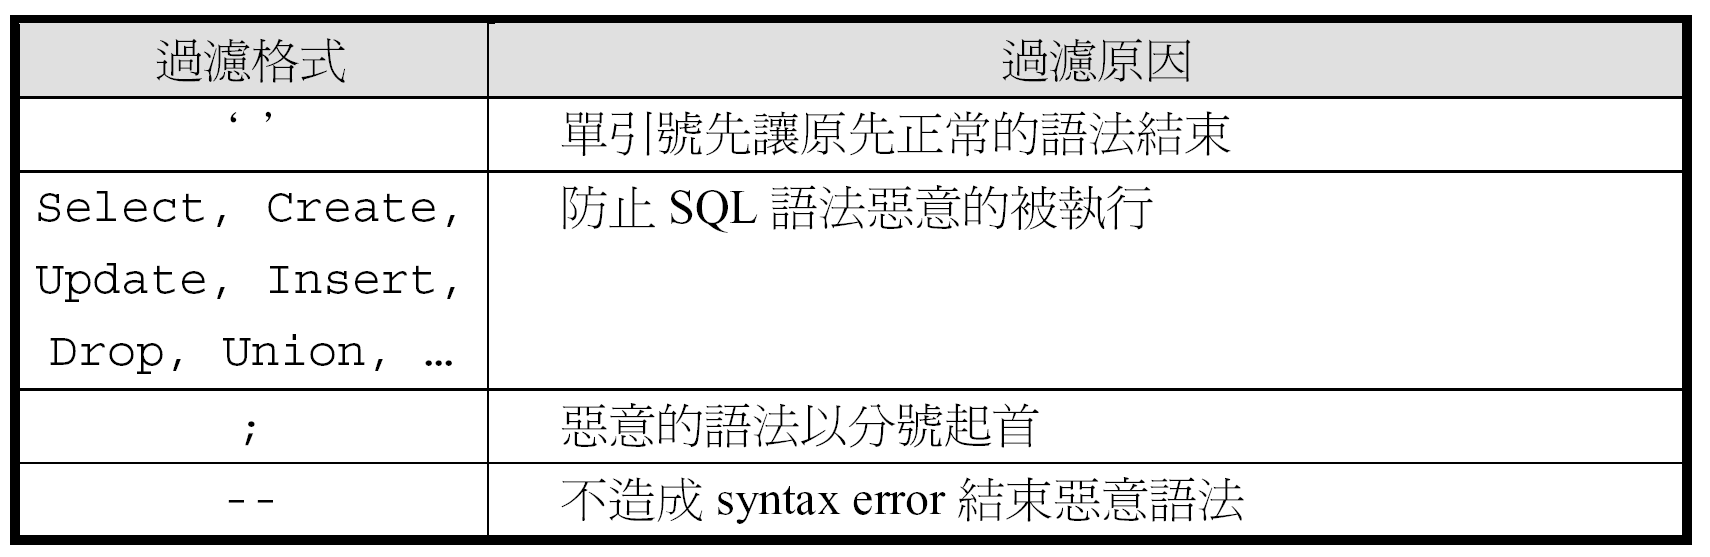 過濾格式 過濾原因
‘ ’ 單引號先讓原先正常的語法結束
Select, Create, 防止 SQL 語法惡意的被執行
Update, Insert,
Drop, Union, …
; 惡意的語法以分號起首
-- 不造成 syntax error 結束惡意語法